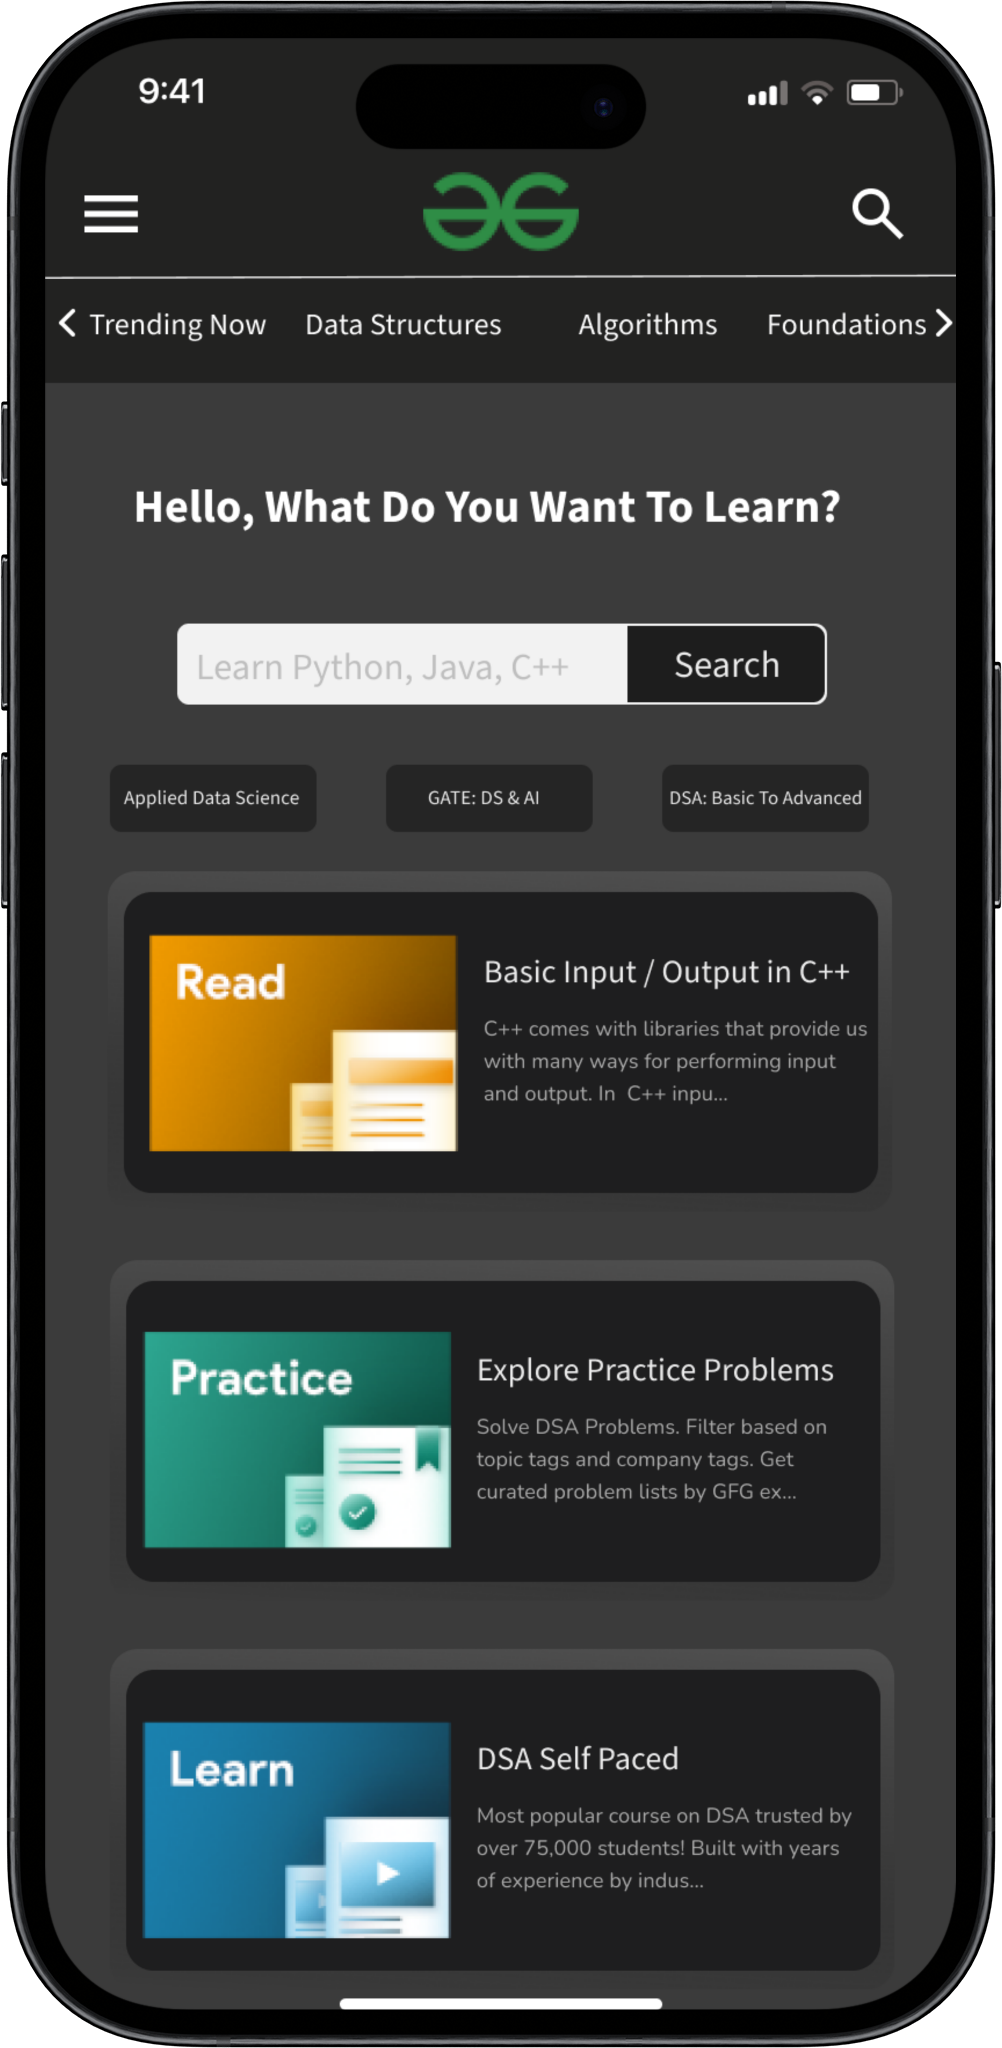 9:41
Trending Now Data Structures Algorithms Foundations
Hello, What Do You Want To Learn?
Learn Python, Java, C++ Search
Applied Data Science GATE: DS & AI DSA: Basic To Advanced
Read
Basic Input / Output in C++
C++ comes with libraries that provide us
with many ways for performing input
and output. In  C++ inpu...
Practice
Explore Practice Problems
Solve DSA Problems. Filter based on
topic tags and company tags. Get
curated problem lists by GFG ex...
Learn
DSA Self Paced
Most popular course on DSA trusted by
over 75,000 students! Built with years
of experience by indus...